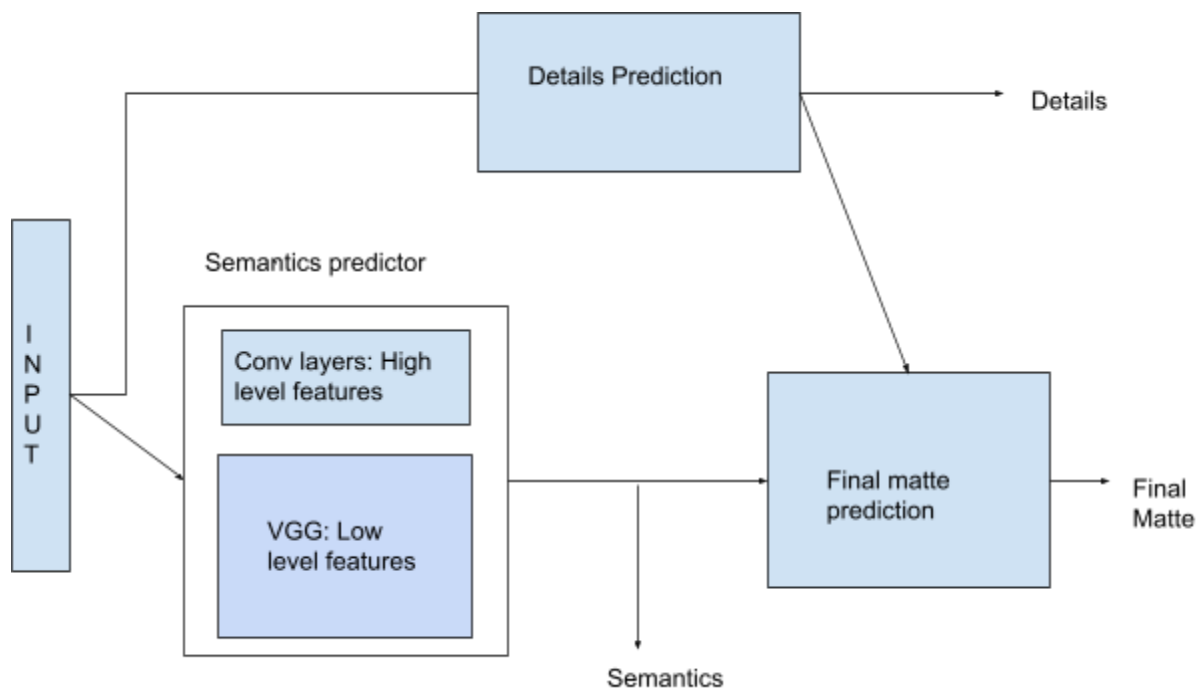 Details Prediction
Details
Semantics predictor
I
N
P
U
T
Conv layers: High
level features
VGG: Low
level features
Final matte
prediction
Final
Matte
Semantics